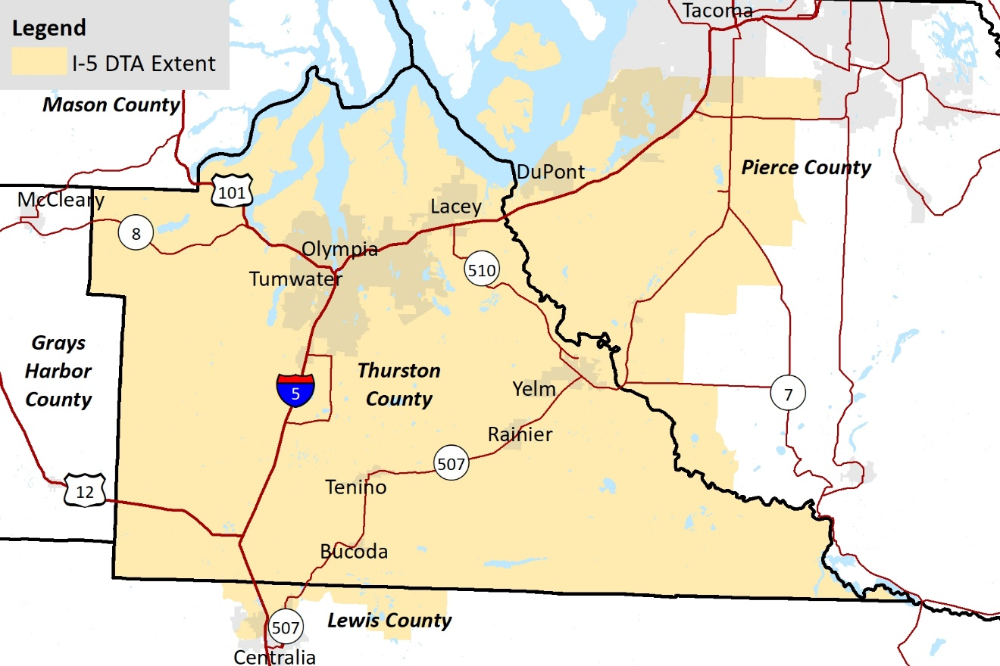 Tacoma
Legend
I-5 DTA Extent
Mason County
DuPont
Pierce County
101
McCleary
Lacey
8
Olympia
510
Tumwater
Grays
Harbor
County
Thurston
County
5
Yelm
7
Rainier
507
Tenino
12
Bucoda
Lewis County
507
Centralia